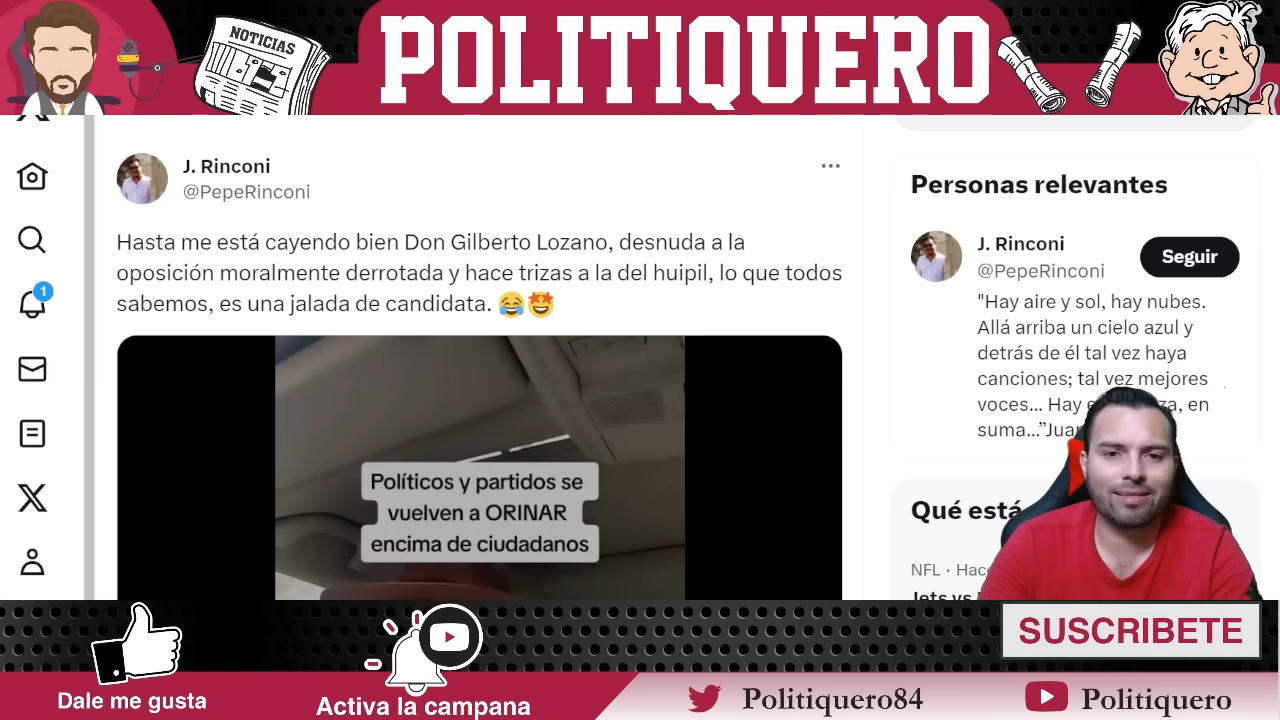 NOTICIAS
POLITIQUERO
J. Rinconi
@PepeRinconi
Hasta me está cayendo bien Don Gilberto Lozano, desnuda a la
oposición moralmente derrotada y hace trizas a la del huipil, lo que todos
sabemos, es una jalada de candidata. 😂🤩
Políticos y partidos se
vuelven a ORINAR
encima de ciudadanos
1
Personas relevantes
J. Rinconi
@PepeRinconi
Seguir
"Hay aire y sol, hay nubes.
Allá arriba un cielo azul y
detrás de él tal vez haya
canciones; tal vez mejores
voces... Hay en
suma...”
Qué está
NFL ·
Jets vs
SUSCRIBETE
Dale me gusta
Activa la campana
Politiquero84
Politiquero